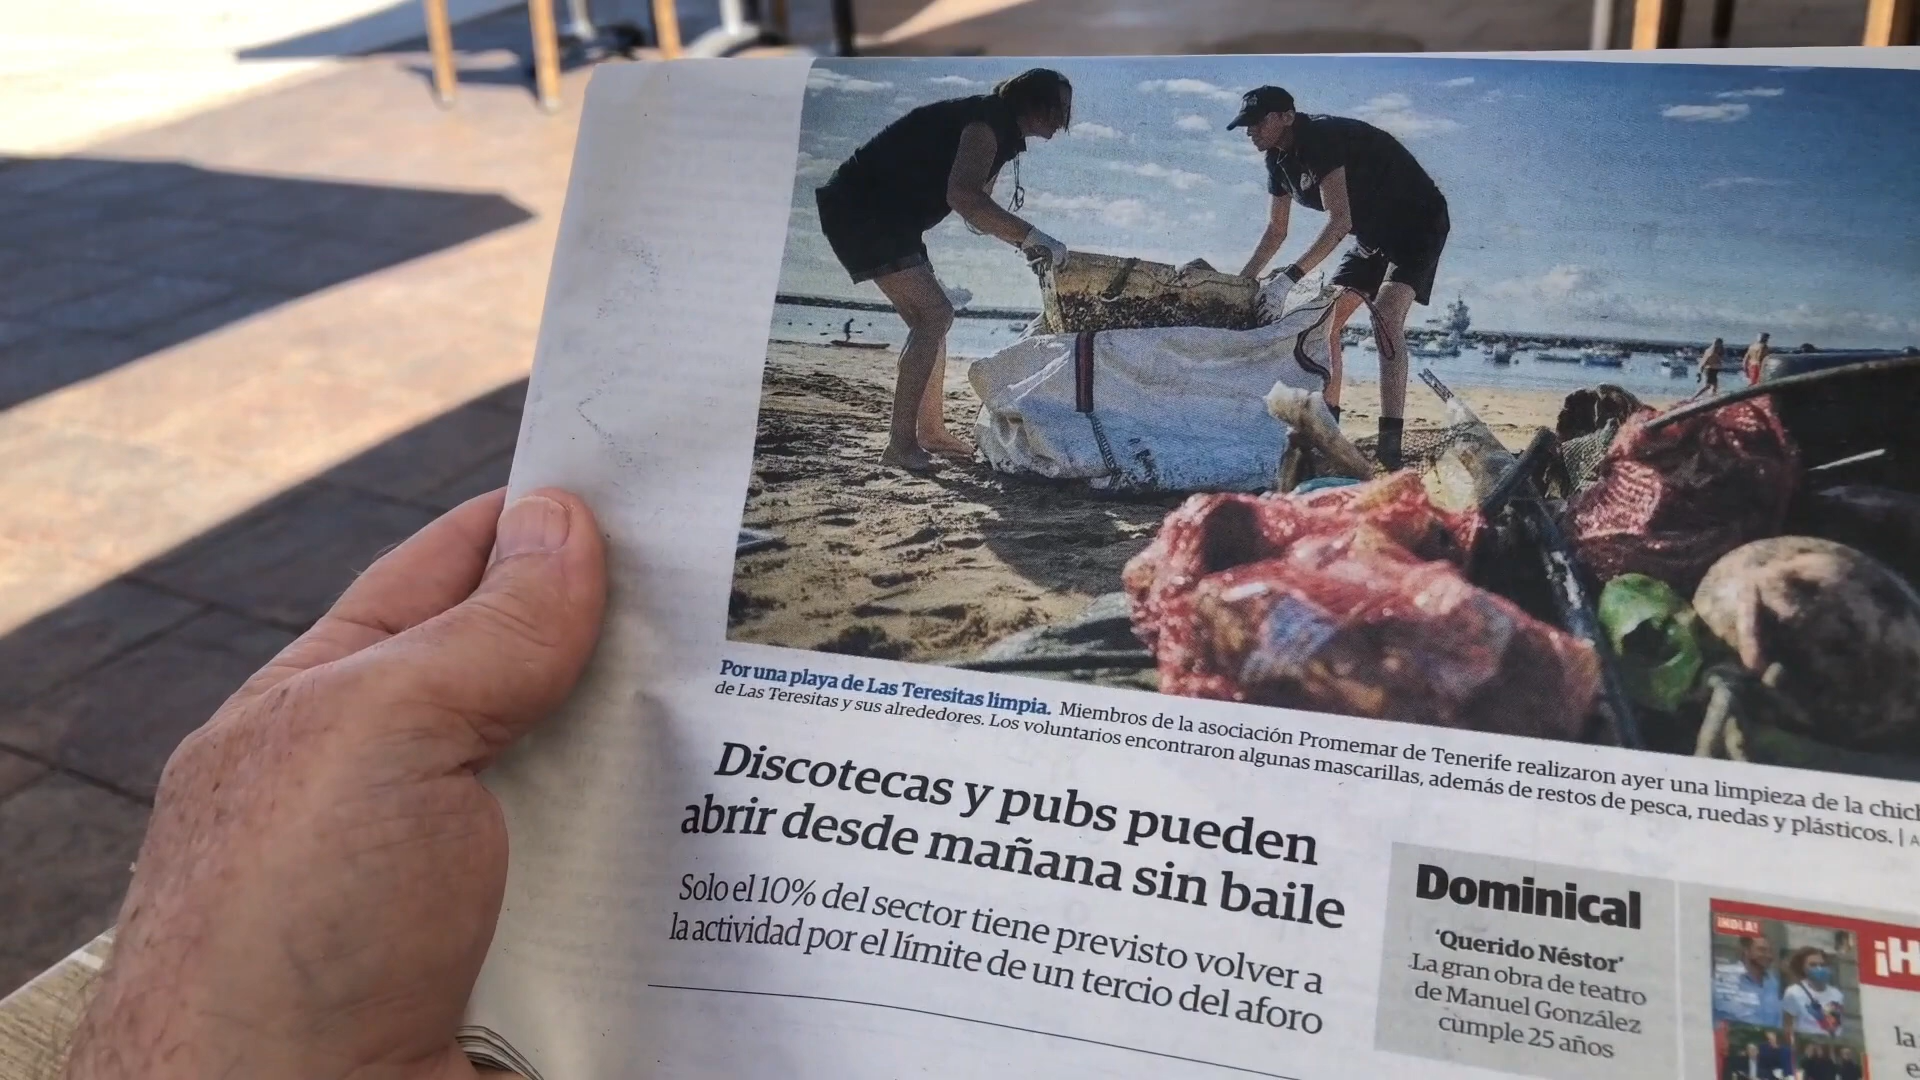 Por una playa de Las Teresitas limpia. Miembros de la asociación Promemar de Tenerife realizaron ayer una limpieza de la
de Las Teresitas y sus alrededores. Los voluntarios encontraron algunas mascarillas, además de restos de pesca, ruedas y plásticos. |
Discotecas y pubs pueden
abrir desde mañana sin baile
Solo el 10% del sector tiene previsto volver a
la actividad por el límite de un tercio del aforo
Dominical
'Querido Néstor'
La gran obra de teatro
de Manuel González
cumple 25 años
¡HOLA!
¡H
la